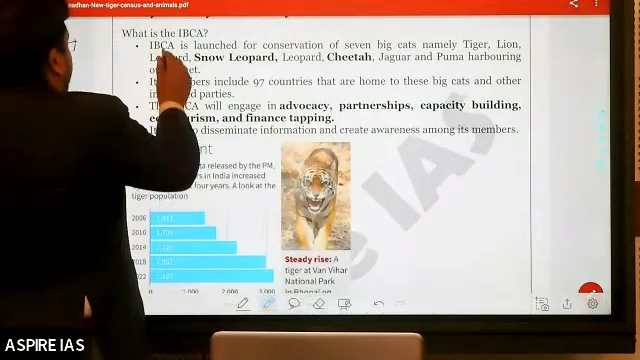 nadhan-New-tiger-census-and-animals.pdf
What is the IBCA?
• IBCA is launched for conservation of seven big cats namely Tiger, Lion,
Snow Leopard, Leopard, Cheetah, Jaguar and Puma harbouring
include 97 countries that are home to these big cats and other
parties.
will engage in advocacy, partnerships, capacity building,
and finance tapping.
to disseminate information and create awareness among its members.
released by the PM,
in India increased
four years. A look at the
tiger population
2006 1,411
2010 1,706
2014 2,226
2018 2,967
2022 3,167
0 1,000 2,000 3,000
Steady rise: A
tiger at Van Vihar
National Park
in Bhopal on
IAS
ASPIRE IAS